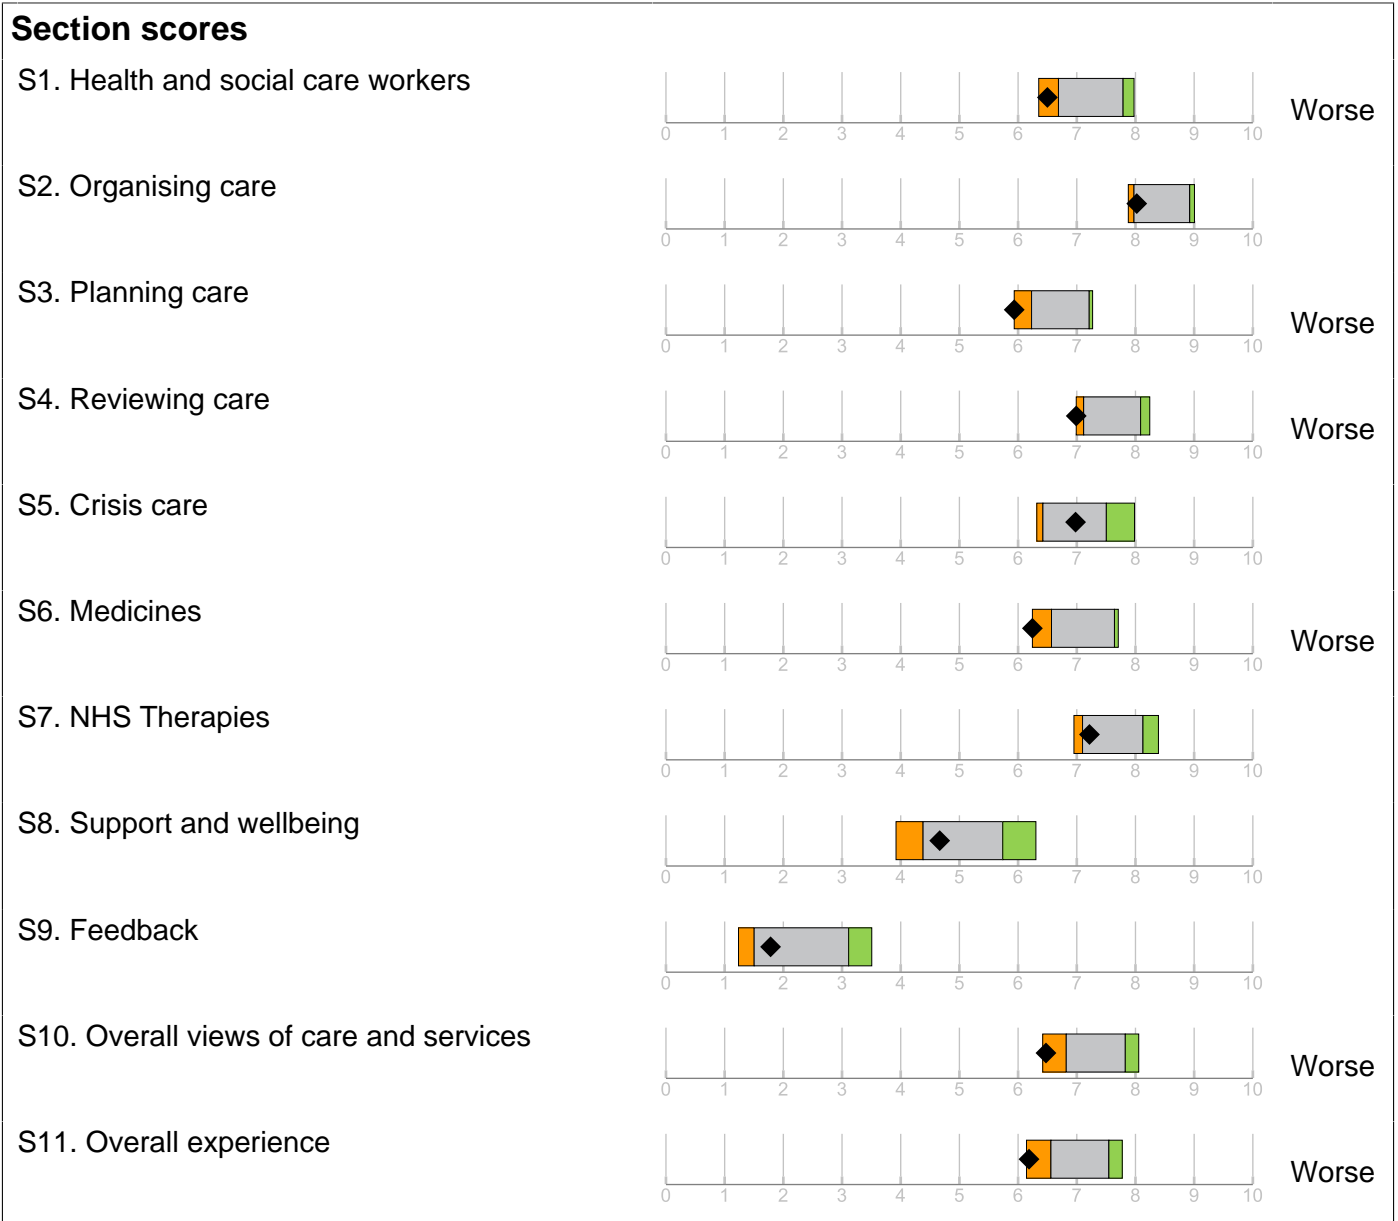 Section scores
S1. Health and social care workers
0 1 2 3 4 5 6 7 8 9 10
Worse
S2. Organising care
0 1 2 3 4 5 6 7 8 9 10
S3. Planning care
0 1 2 3 4 5 6 7 8 9 10
Worse
S4. Reviewing care
0 1 2 3 4 5 6 7 8 9 10
Worse
S5. Crisis care
0 1 2 3 4 5 6 7 8 9 10
S6. Medicines
0 1 2 3 4 5 6 7 8 9 10
Worse
S7. NHS Therapies
0 1 2 3 4 5 6 7 8 9 10
S8. Support and wellbeing
0 1 2 3 4 5 6 7 8 9 10
S9. Feedback
0 1 2 3 4 5 6 7 8 9 10
S10. Overall views of care and services
0 1 2 3 4 5 6 7 8 9 10
Worse
S11. Overall experience
0 1 2 3 4 5 6 7 8 9 10
Worse